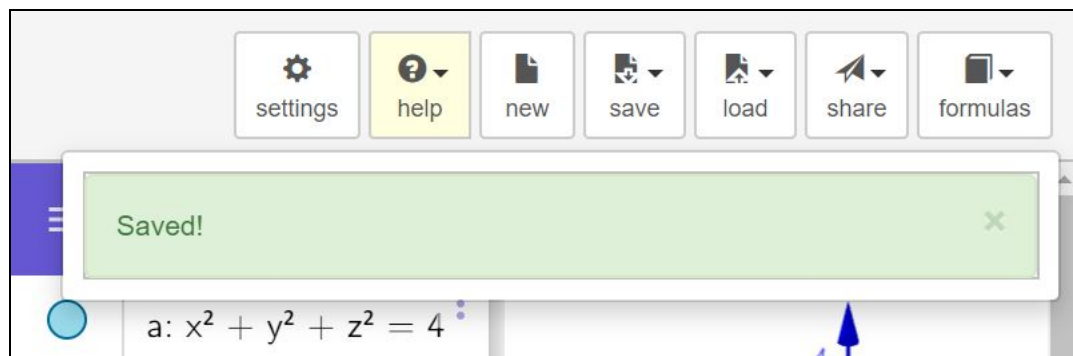 settings help new save load share formulas
Saved! ×
a: x² + y² + z² = 4